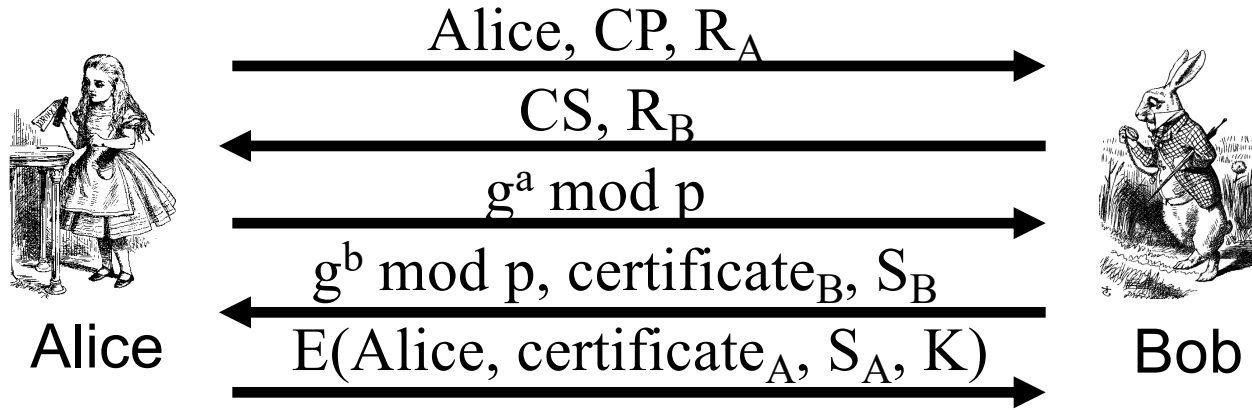 Alice, CP, R_A
CS, R_B
g^a mod p
g^b mod p, certificate_B, S_B
E(Alice, certificate_A, S_A, K)
Alice
Bob